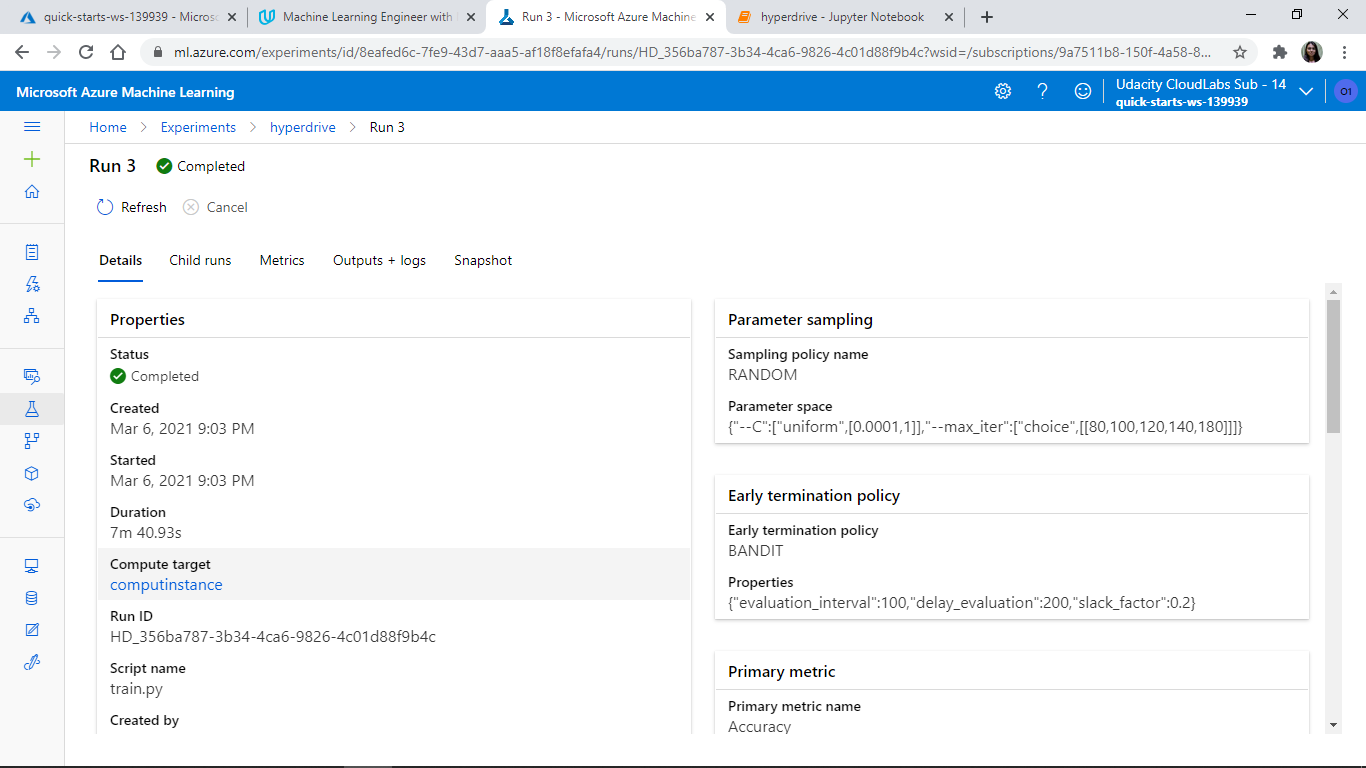 quick-starts-ws-139939 - Microso
Machine Learning Engineer with
Run 3 - Microsoft Azure Machine
hyperdrive - Jupyter Notebook
ml.azure.com/experiments/id/8eafed6c-7fe9-43d7-aaa5-af18f8efafa4/runs/HD_356ba787-3b34-4ca6-9826-4c01d88f9b4c?wsid=/subscriptions/9a7511b8-150f-4a58-8...
Microsoft Azure Machine Learning
Udacity CloudLabs Sub - 14
quick-starts-ws-139939
O1
Home > Experiments > hyperdrive > Run 3
Run 3 Completed
Refresh Cancel
Details Child runs Metrics Outputs + logs Snapshot
Properties
Status
Completed
Created
Mar 6, 2021 9:03 PM
Started
Mar 6, 2021 9:03 PM
Duration
7m 40.93s
Compute target
computinstance
Run ID
HD_356ba787-3b34-4ca6-9826-4c01d88f9b4c
Script name
train.py
Created by
Parameter sampling
Sampling policy name
RANDOM
Parameter space
{"--C":["uniform",[0.0001,1]],"--max_iter":["choice",[[80,100,120,140,180]]]}
Early termination policy
Early termination policy
BANDIT
Properties
{"evaluation_interval":100,"delay_evaluation":200,"slack_factor":0.2}
Primary metric
Primary metric name
Accuracy